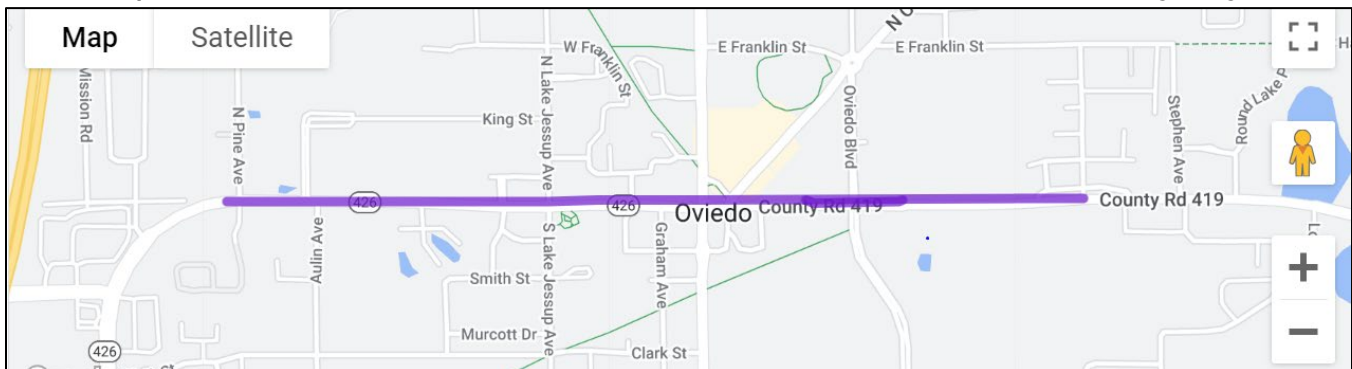 Map
Satellite
W Franklin St
E Franklin St
E Franklin St
Mission Rd
N Pine Ave
King St
N Lake Jessup Ave
Oviedo Blvd
Stephen Ave
Round Lake
426
426
Oviedo
County Rd 419
County Rd 419
Aulin Ave
S Lake Jessup Ave
Graham Ave
Smith St
Murcott Dr
Clark St
426
+
−